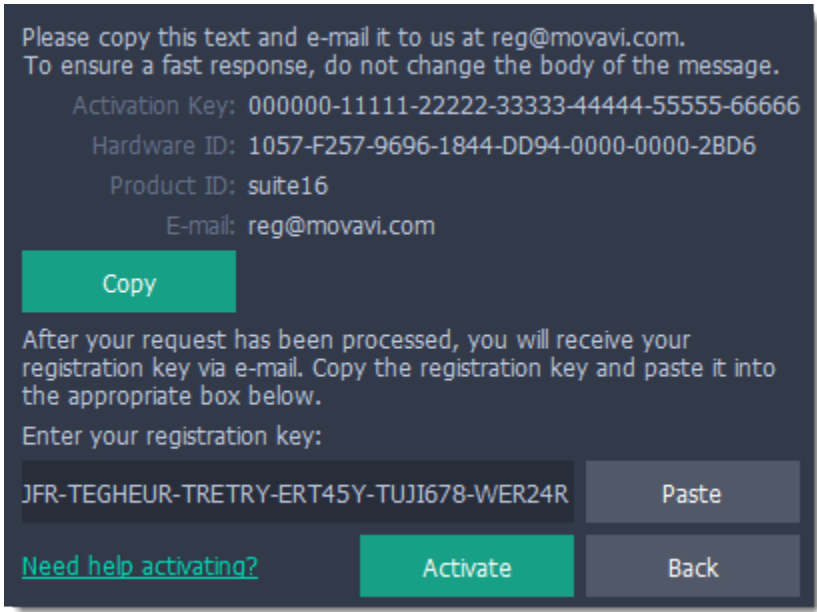 Please copy this text and e-mail it to us at reg@movavi.com.
To ensure a fast response, do not change the body of the message.
Activation Key: 000000-11111-22222-33333-44444-55555-66666
Hardware ID: 1057-F257-9696-1844-DD94-0000-0000-2BD6
Product ID: suite16
E-mail: reg@movavi.com
Copy
After your request has been processed, you will receive your
registration key via e-mail. Copy the registration key and paste it into
the appropriate box below.
Enter your registration key:
JFR-TEGHEUR-TRETRY-ERT45Y-TUJI678-WER24R Paste
Need help activating? Activate Back